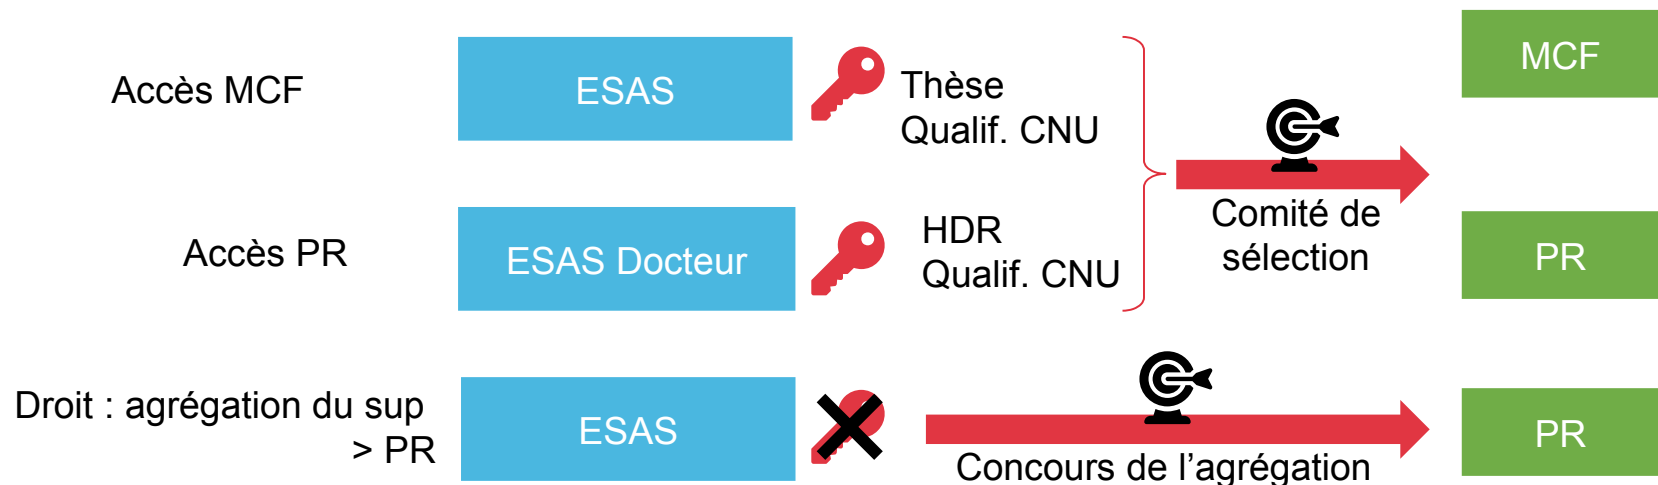 Accès MCF
ESAS
Thèse
Qualif. CNU
MCF
Accès PR
ESAS Docteur
HDR
Qualif. CNU
Comité de
sélection
PR
Droit : agrégation du sup
> PR
ESAS
Concours de l’agrégation
PR